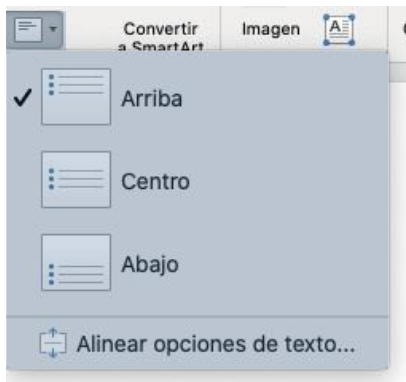 Convertir
a SmartArt
Imagen
Arriba
Centro
Abajo
Alinear opciones de texto...